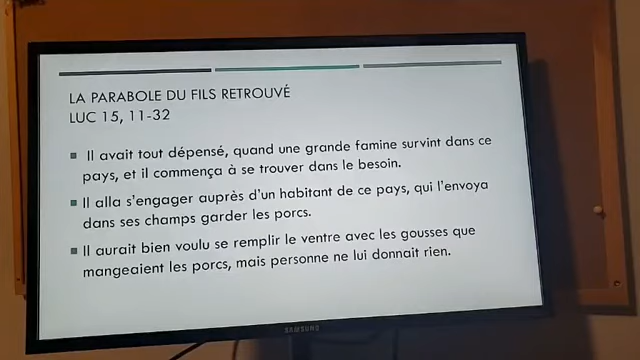 LA PARABOLE DU FILS RETROUVÉ
LUC 15, 11-32
Il avait tout dépensé, quand une grande famine survint dans ce
pays, et il commença à se trouver dans le besoin.
Il alla s'engager auprès d'un habitant de ce pays, qui l'envoya
dans ses champs garder les porcs.
Il aurait bien voulu se remplir le ventre avec les gousses que
mangeaient les porcs, mais personne ne lui donnait rien.
SAMSUNG